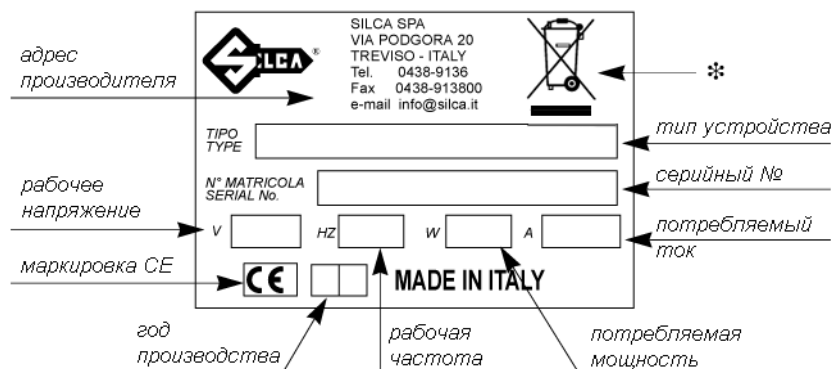 SILCA SPA
VIA PODGORA 20
TREVISO - ITALY
Tel. 0438-9136
Fax 0438-913800
e-mail info@silca.it
SILCA®
адрес
производителя
*
TIPO
TYPE
тип устройства
N° MATRICOLA
SERIAL No.
серийный №
рабочее
напряжение
V HZ W A
потребляемый
ток
маркировка CE
CE MADE IN ITALY
год
производства
рабочая
частота
потребляемая
мощность